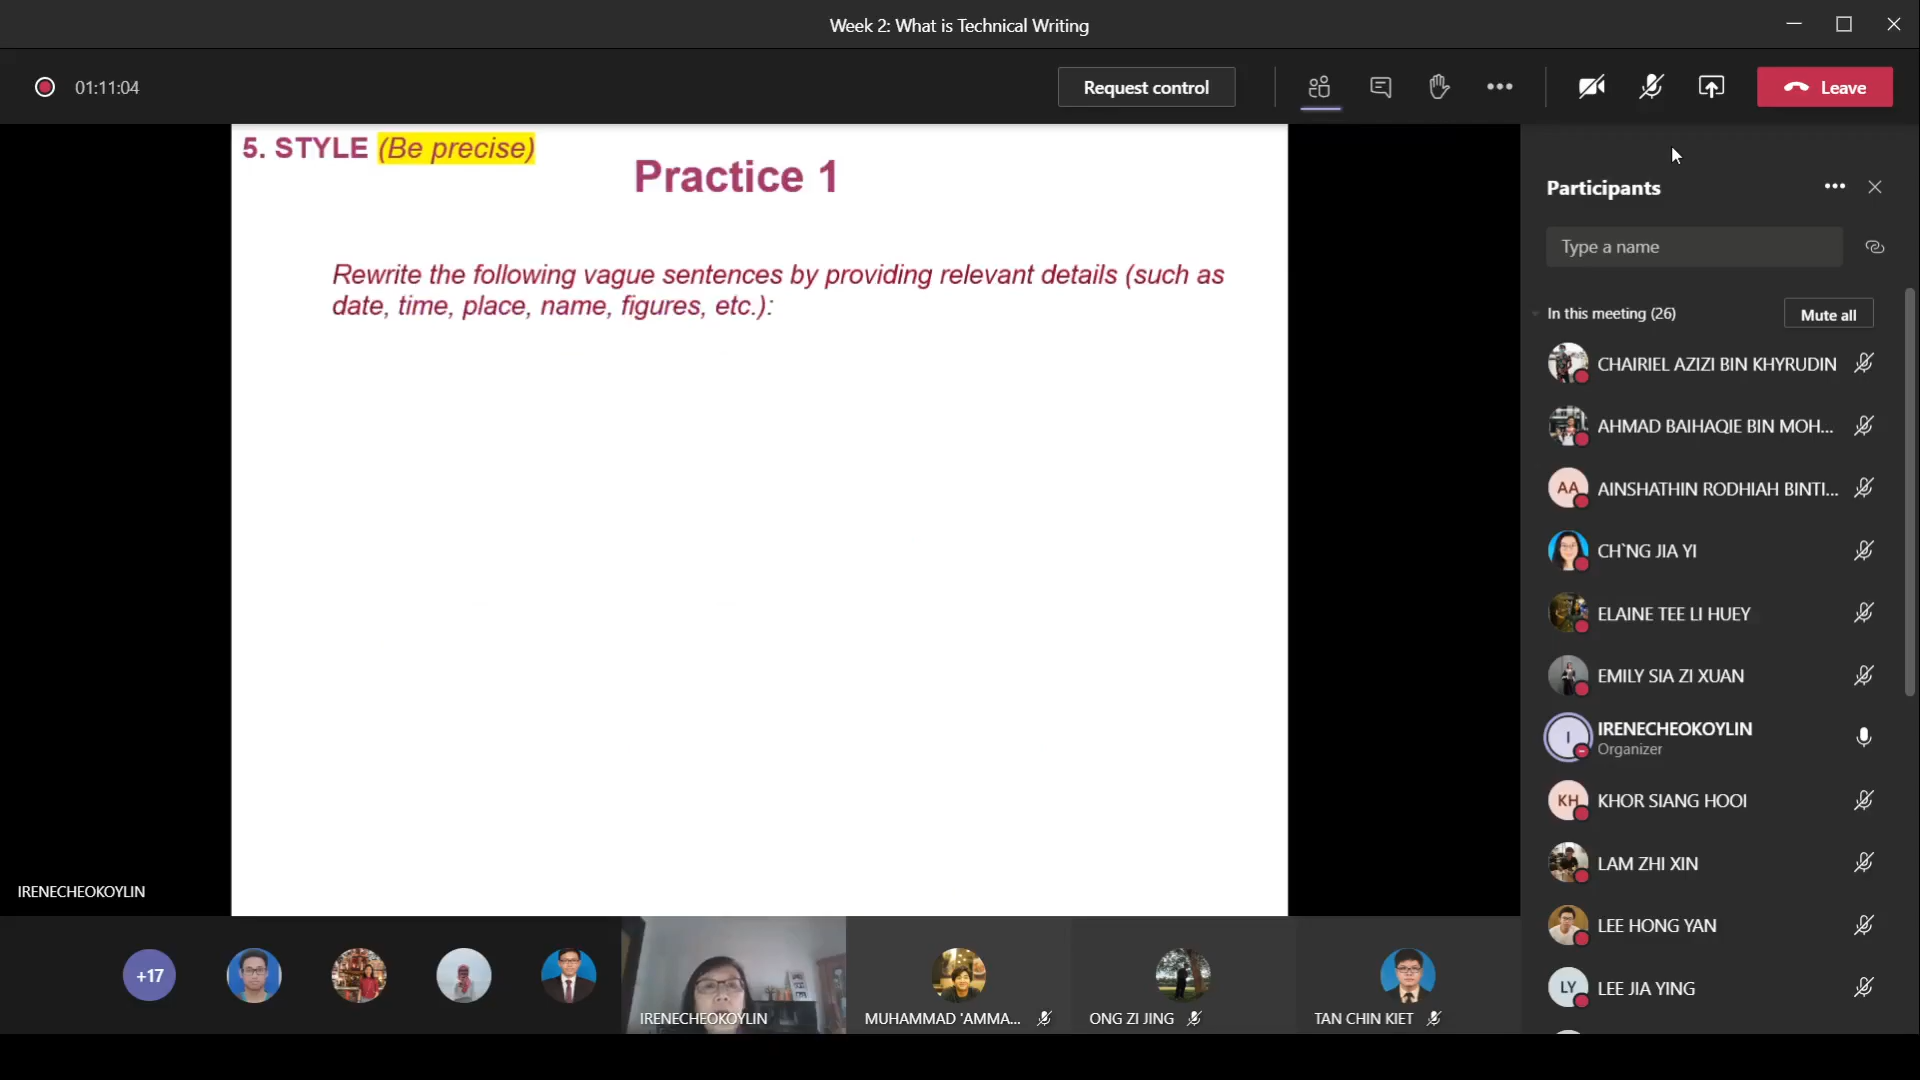 Week 2: What is Technical Writing
01:11:04
Request control
Leave
5. STYLE (Be precise)
Practice 1
Rewrite the following vague sentences by providing relevant details (such as
date, time, place, name, figures, etc.):
IRENECHEOKOYLIN
Participants
Type a name
In this meeting (26)
Mute all
CHAIRIEL AZIZI BIN KHYRUDIN
AHMAD BAIHAQIE BIN MOH...
AA
AINSHATHIN RODHIAH BINTI...
CH`NG JIA YI
ELAINE TEE LI HUEY
EMILY SIA ZI XUAN
I
IRENECHEOKOYLIN
Organizer
KH
KHOR SIANG HOOI
LAM ZHI XIN
LEE HONG YAN
LY
LEE JIA YING
+17
IRENECHEOKOYLIN
MUHAMMAD 'AMMA...
ONG ZI JING
TAN CHIN KIET